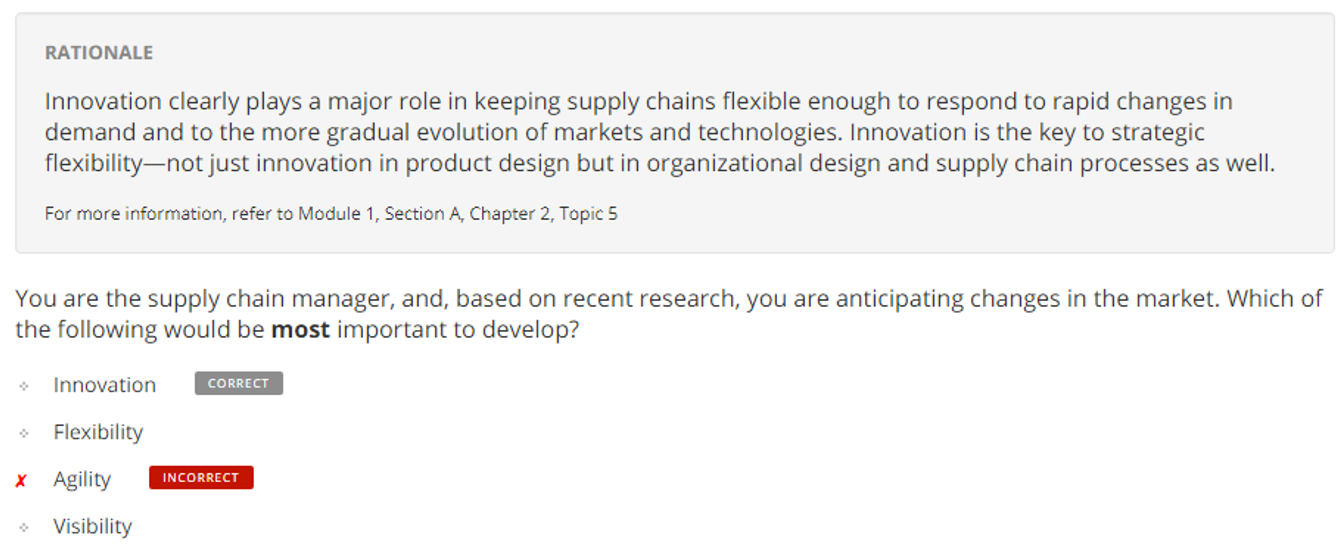 RATIONALE
Innovation clearly plays a major role in keeping supply chains flexible enough to respond to rapid changes in
demand and to the more gradual evolution of markets and technologies. Innovation is the key to strategic
flexibility—not just innovation in product design but in organizational design and supply chain processes as well.
For more information, refer to Module 1, Section A, Chapter 2, Topic 5
You are the supply chain manager, and, based on recent research, you are anticipating changes in the market. Which of
the following would be most important to develop?
Innovation CORRECT
Flexibility
✗ Agility INCORRECT
Visibility